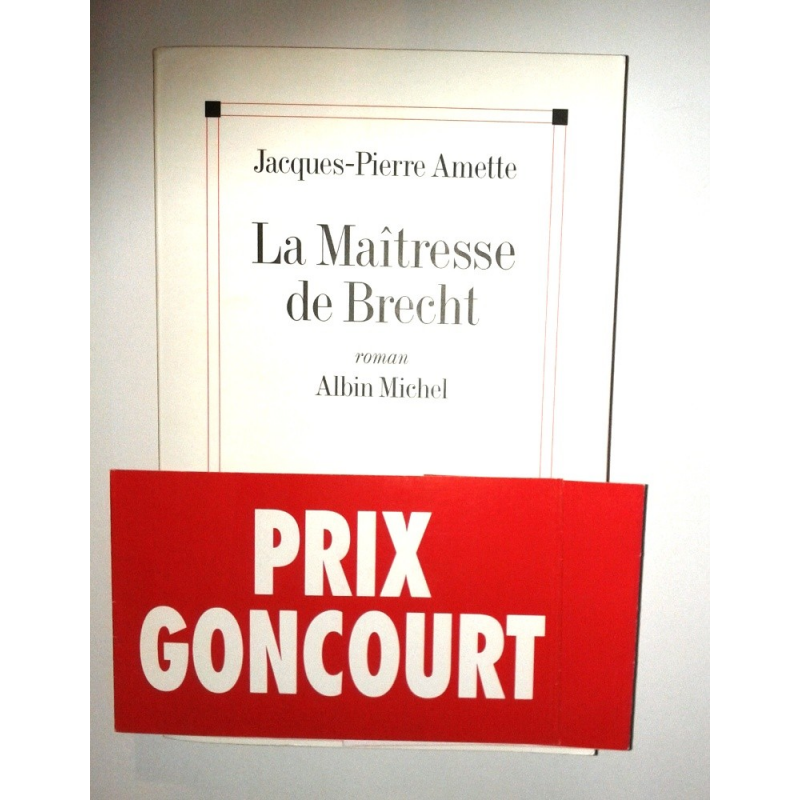 Jacques-Pierre Amette
La Maîtresse
de Brecht
roman
Albin Michel
PRIX
GONCOURT